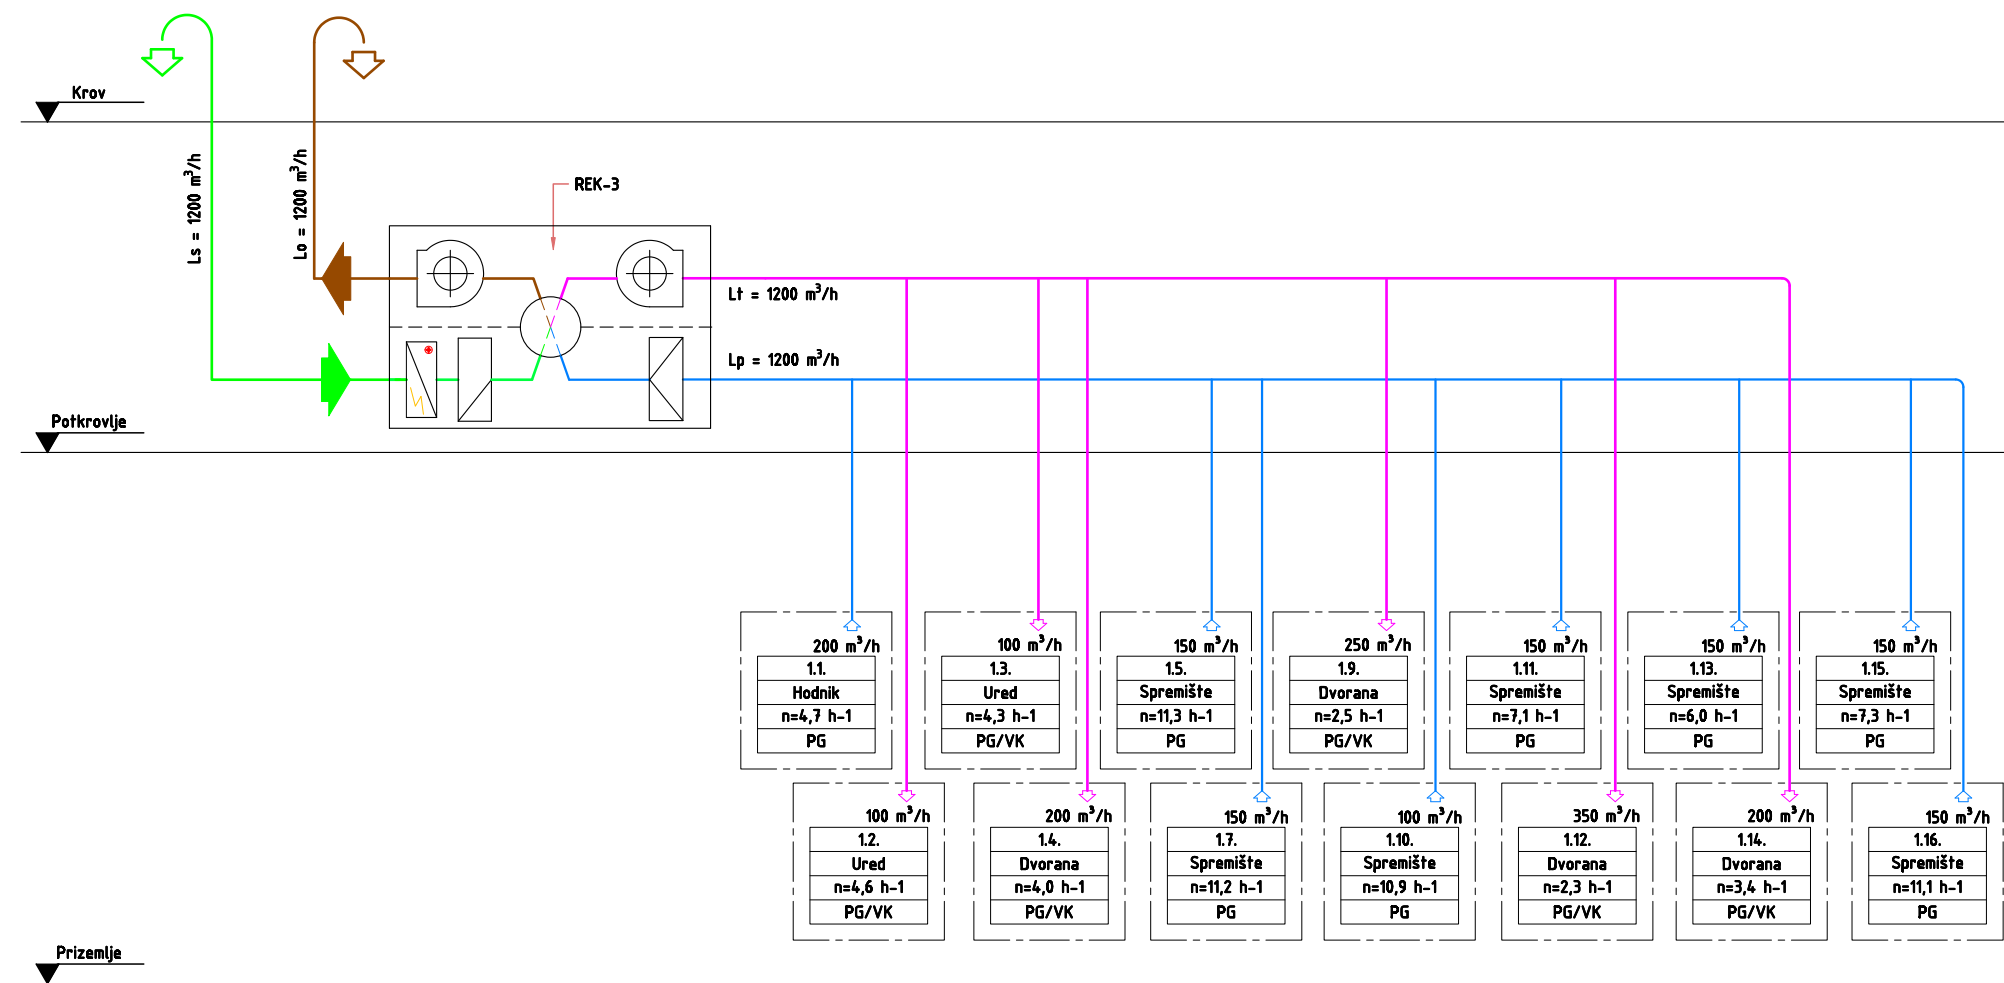 Krov
Ls = 1200 m³/h
Lo = 1200 m³/h
REK-3
Lt = 1200 m³/h
Lp = 1200 m³/h
Potkrovlje
200 m³/h
1.1.
Hodnik
n=4,7 h-1
PG
100 m³/h
1.3.
Ured
n=4,3 h-1
PG/VK
150 m³/h
1.5.
Spremište
n=11,3 h-1
PG
250 m³/h
1.9.
Dvorana
n=2,5 h-1
PG/VK
150 m³/h
1.11.
Spremište
n=7,1 h-1
PG
150 m³/h
1.13.
Spremište
n=6,0 h-1
PG
150 m³/h
1.15.
Spremište
n=7,3 h-1
PG
100 m³/h
1.2.
Ured
n=4,6 h-1
PG/VK
200 m³/h
1.4.
Dvorana
n=4,0 h-1
PG/VK
150 m³/h
1.7.
Spremište
n=11,2 h-1
PG
100 m³/h
1.10.
Spremište
n=10,9 h-1
PG
350 m³/h
1.12.
Dvorana
n=2,3 h-1
PG/VK
200 m³/h
1.14.
Dvorana
n=3,4 h-1
PG/VK
150 m³/h
1.16.
Spremište
n=11,1 h-1
PG
Prizemlje